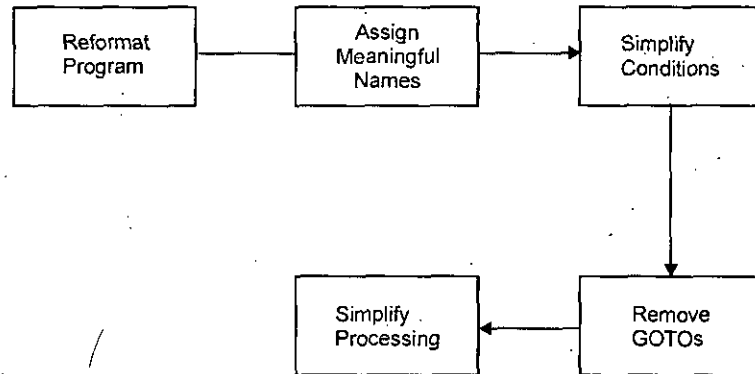 Reformat
Program
Assign
Meaningful
Names
Simplify
Conditions
Remove
GOTOs
Simplify
Processing